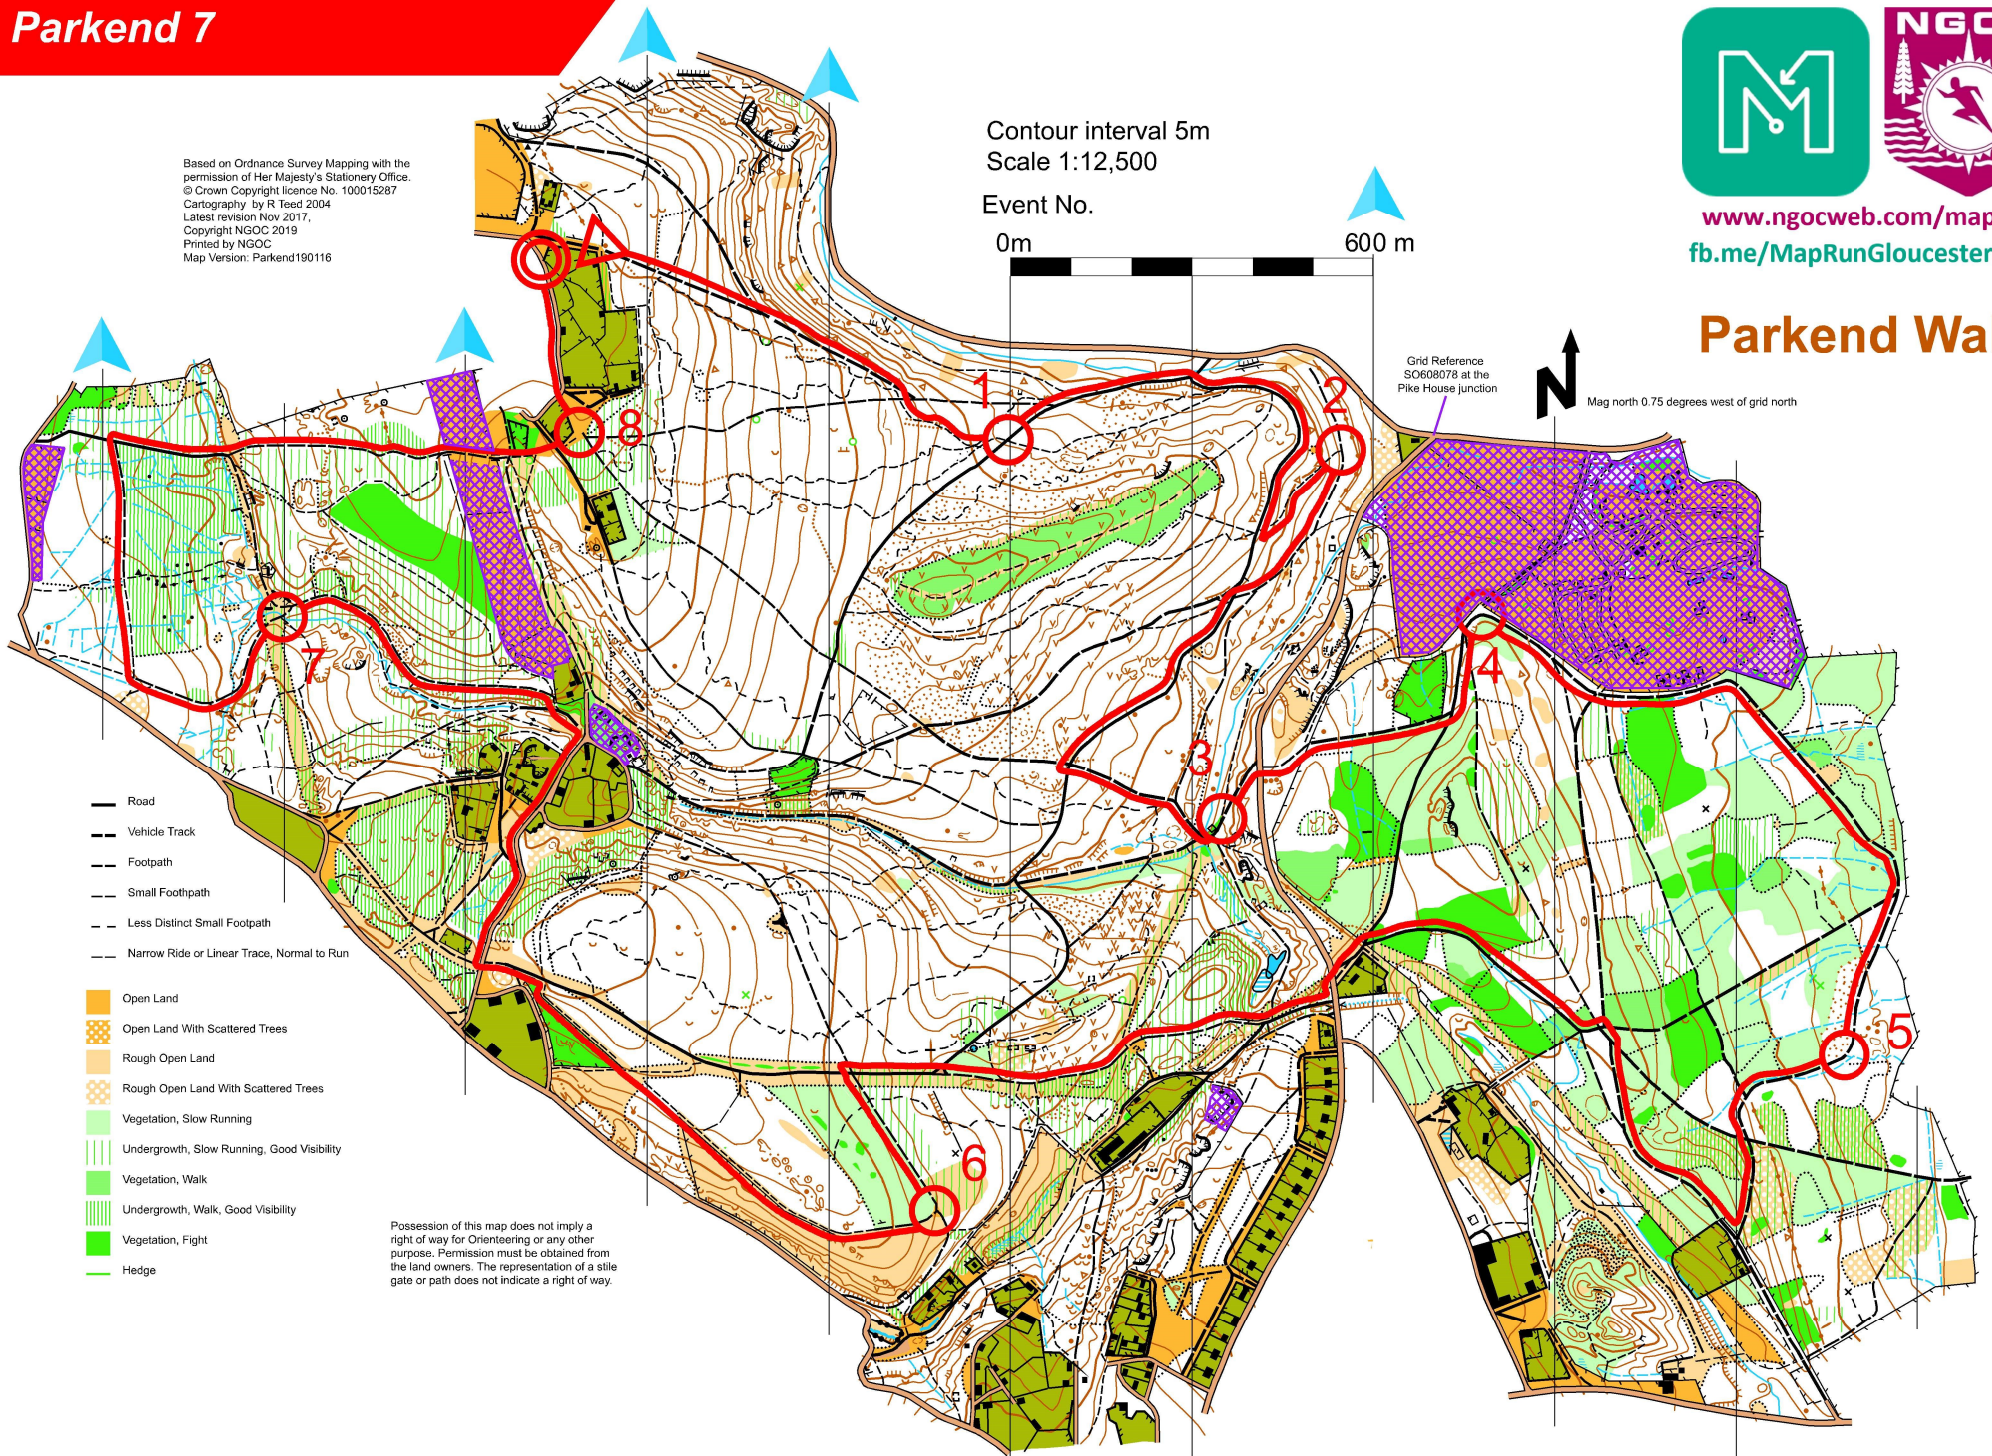 Parkend 7
Based on Ordnance Survey Mapping with the
permission of Her Majesty's Stationery Office.
© Crown Copyright licence No. 100015287
Cartography by R Teed 2004
Latest revision Nov 2017,
Copyright NGOC 2019
Printed by NGOC
Map Version: Parkend190116
Contour interval 5m
Scale 1:12,500
Event No.
0m 600 m
M
NGO
www.ngocweb.com/map
fb.me/MapRunGloucester
Parkend Wa
Grid Reference
SO608078 at the
Pike House junction
N
Mag north 0.75 degrees west of grid north
1
2
3
4
5
6
7
8
Road
Vehicle Track
Footpath
Small Foothpath
Less Distinct Small Footpath
Narrow Ride or Linear Trace, Normal to Run
Open Land
Open Land With Scattered Trees
Rough Open Land
Rough Open Land With Scattered Trees
Vegetation, Slow Running
Undergrowth, Slow Running, Good Visibility
Vegetation, Walk
Undergrowth, Walk, Good Visibility
Vegetation, Fight
Hedge
Possession of this map does not imply a
right of way for Orienteering or any other
purpose. Permission must be obtained from
the land owners. The representation of a stile
gate or path does not indicate a right of way.